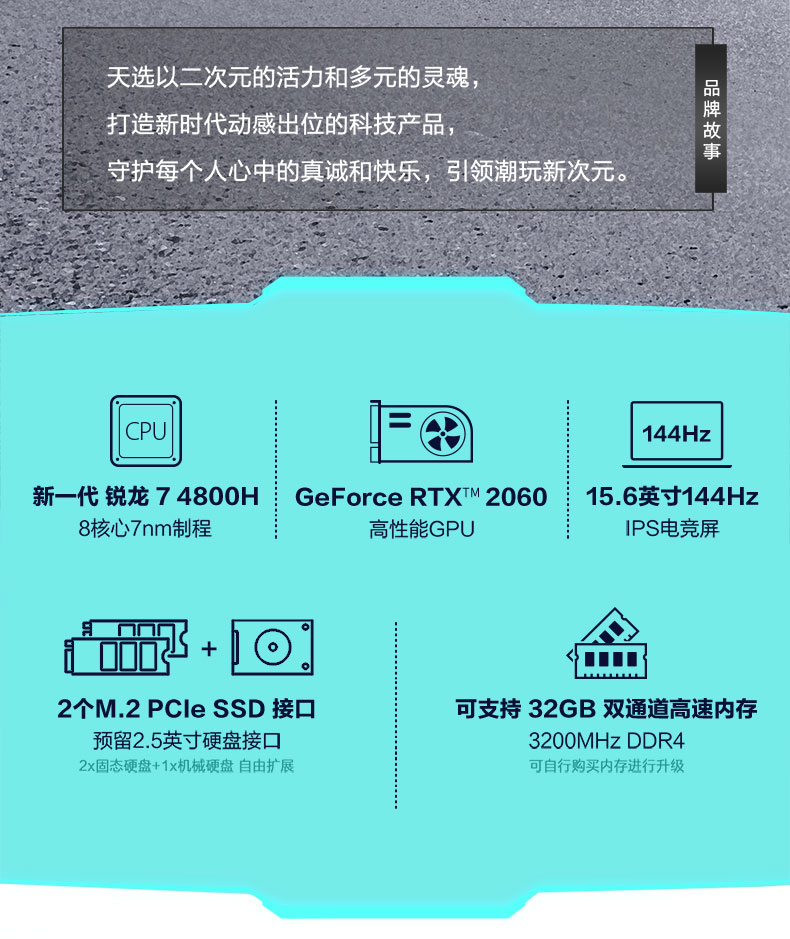 天选以二次元的活力和多元的灵魂，
打造新时代动感出位的科技产品，
守护每个人心中的真诚和快乐，引领潮玩新次元。
品牌故事
CPU
新一代 锐龙 7 4800H
8核心7nm制程
GeForce RTX™ 2060
高性能GPU
144Hz
15.6英寸144Hz
IPS电竞屏
+
2个M.2 PCIe SSD 接口
预留2.5英寸硬盘接口
2x固态硬盘+1x机械硬盘 自由扩展
可支持 32GB 双通道高速内存
3200MHz DDR4
可自行购买内存进行升级